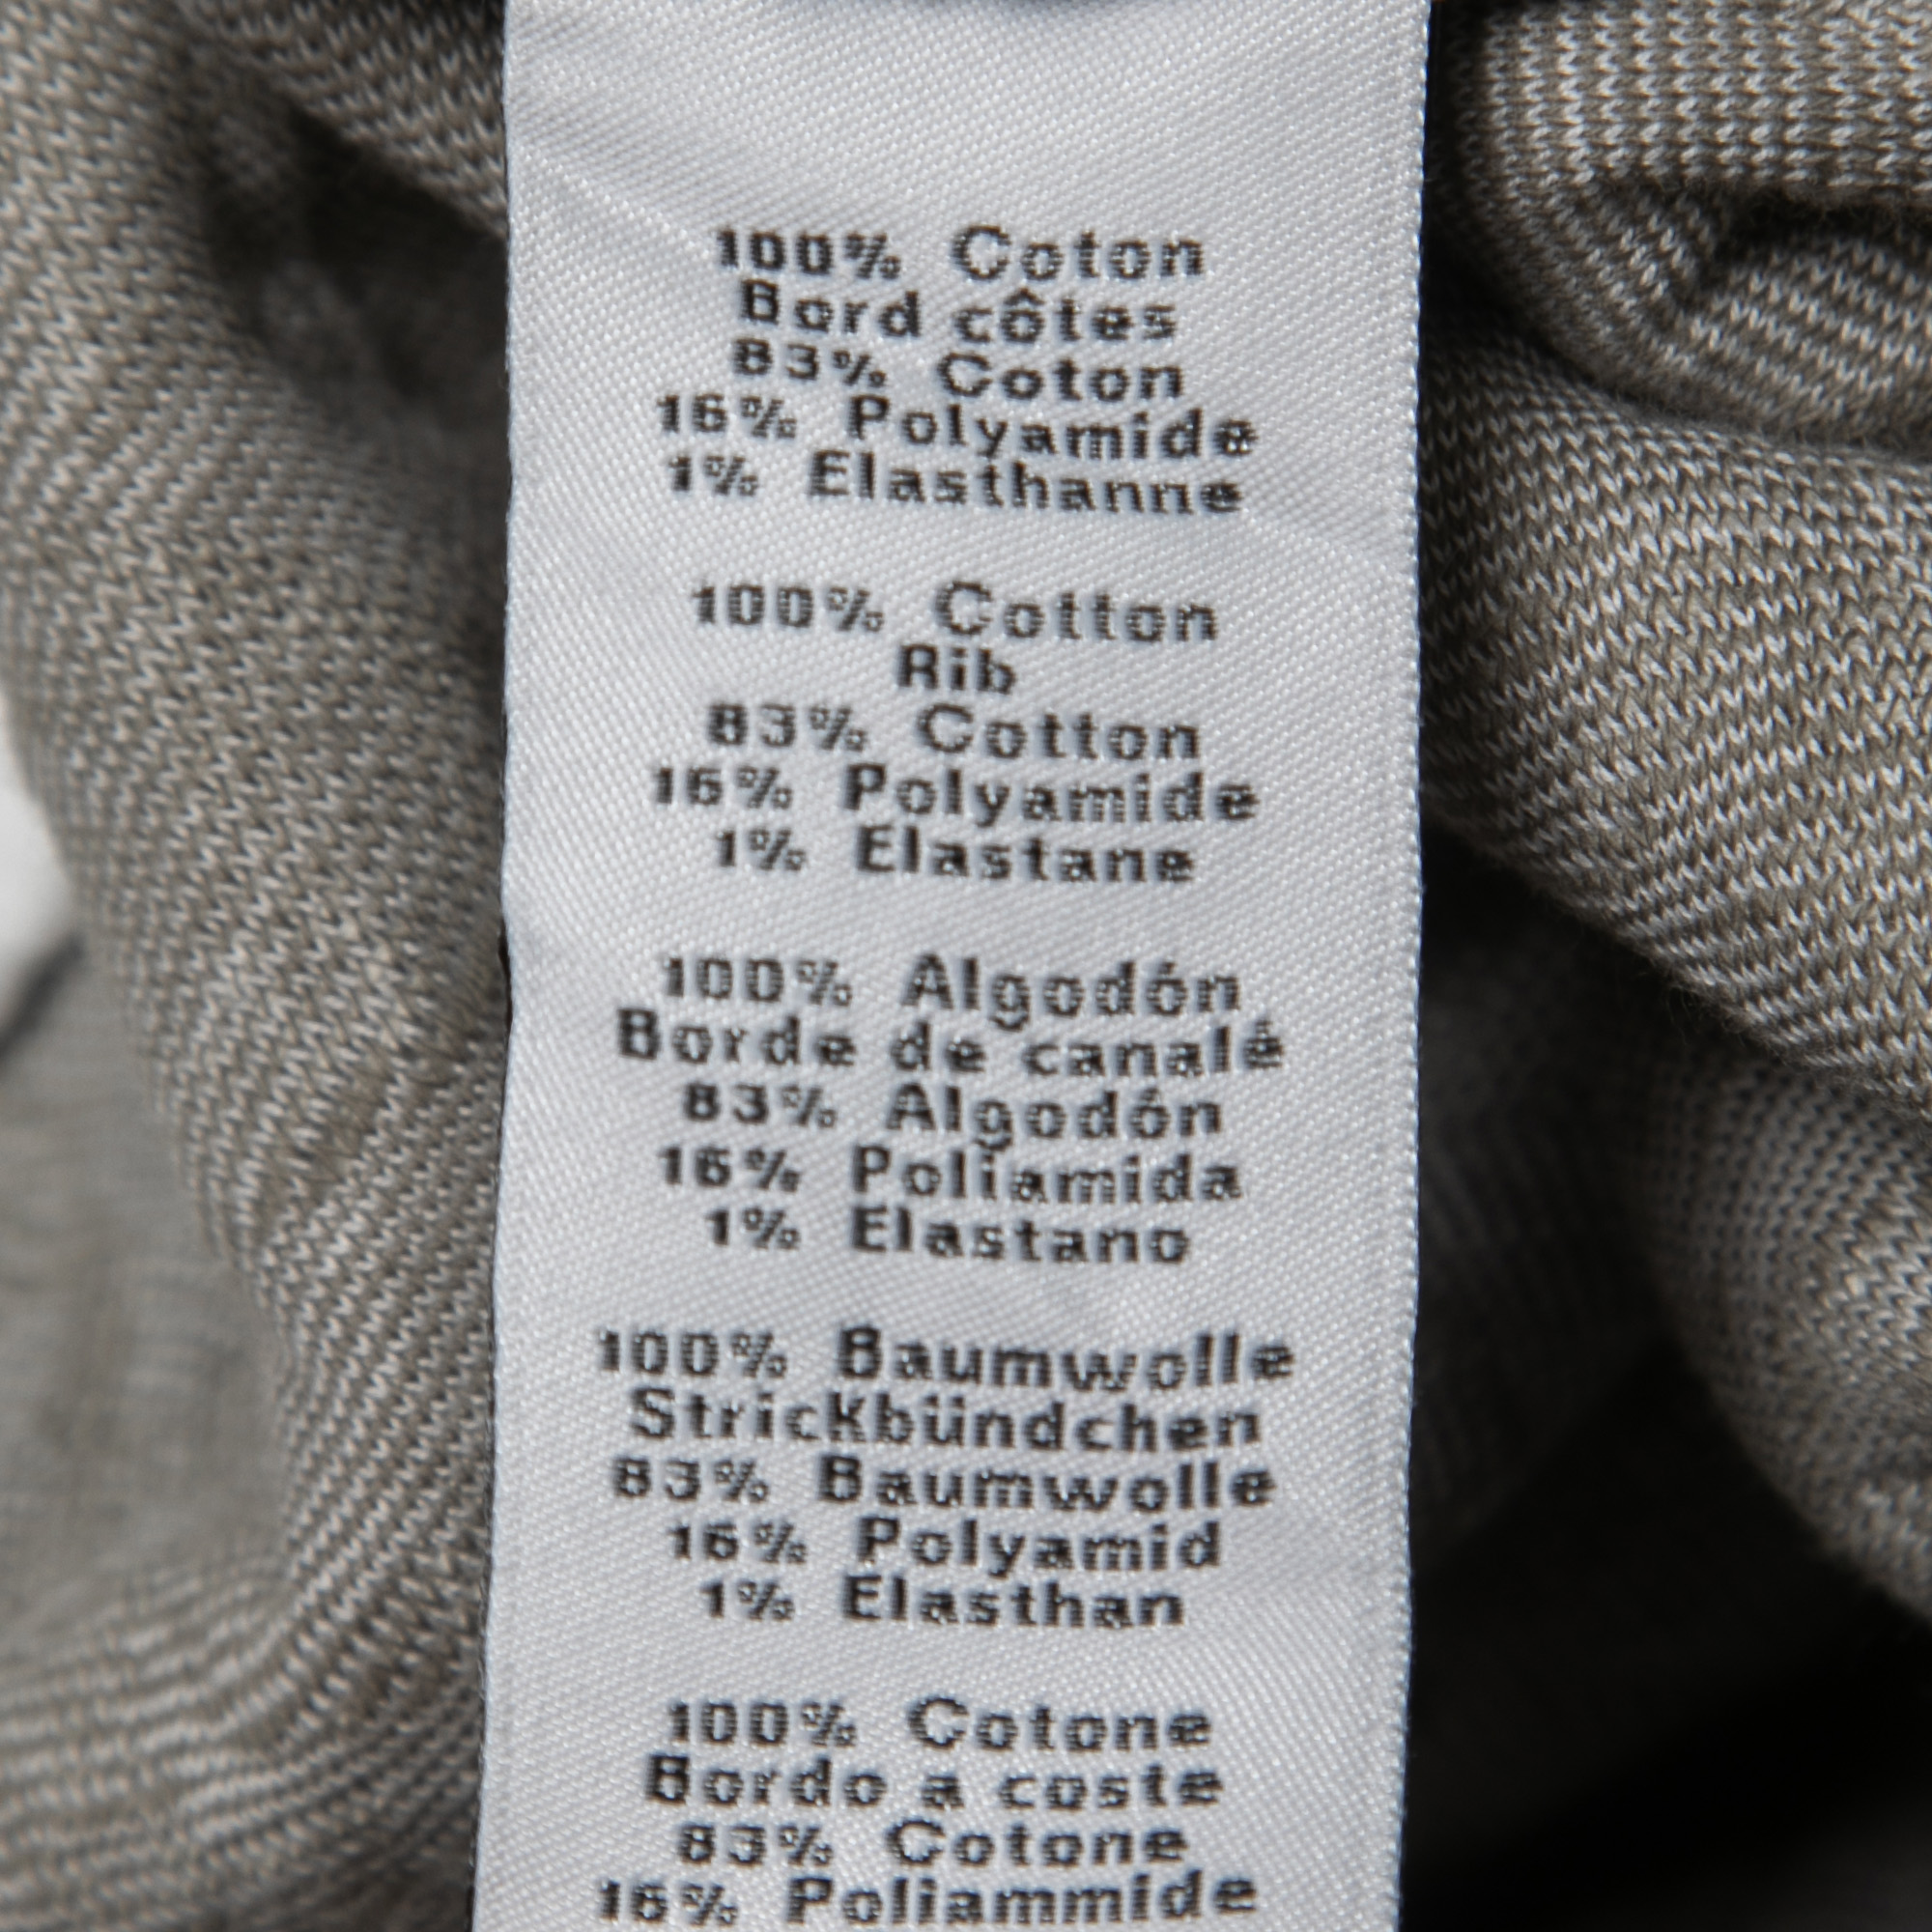 100% Coton
Bord côtes
83% Coton
16% Polyamide
1% Elasthanne
100% Cotton
Rib
83% Cotton
16% Polyamide
1% Elastane
100% Algodón
Borde de canalé
83% Algodón
16% Poliamida
1% Elastano
100% Baumwolle
Strickbündchen
83% Baumwolle
16% Polyamid
1% Elasthan
100% Cotone
Bordo a coste
83% Cotone
16% Poliammide